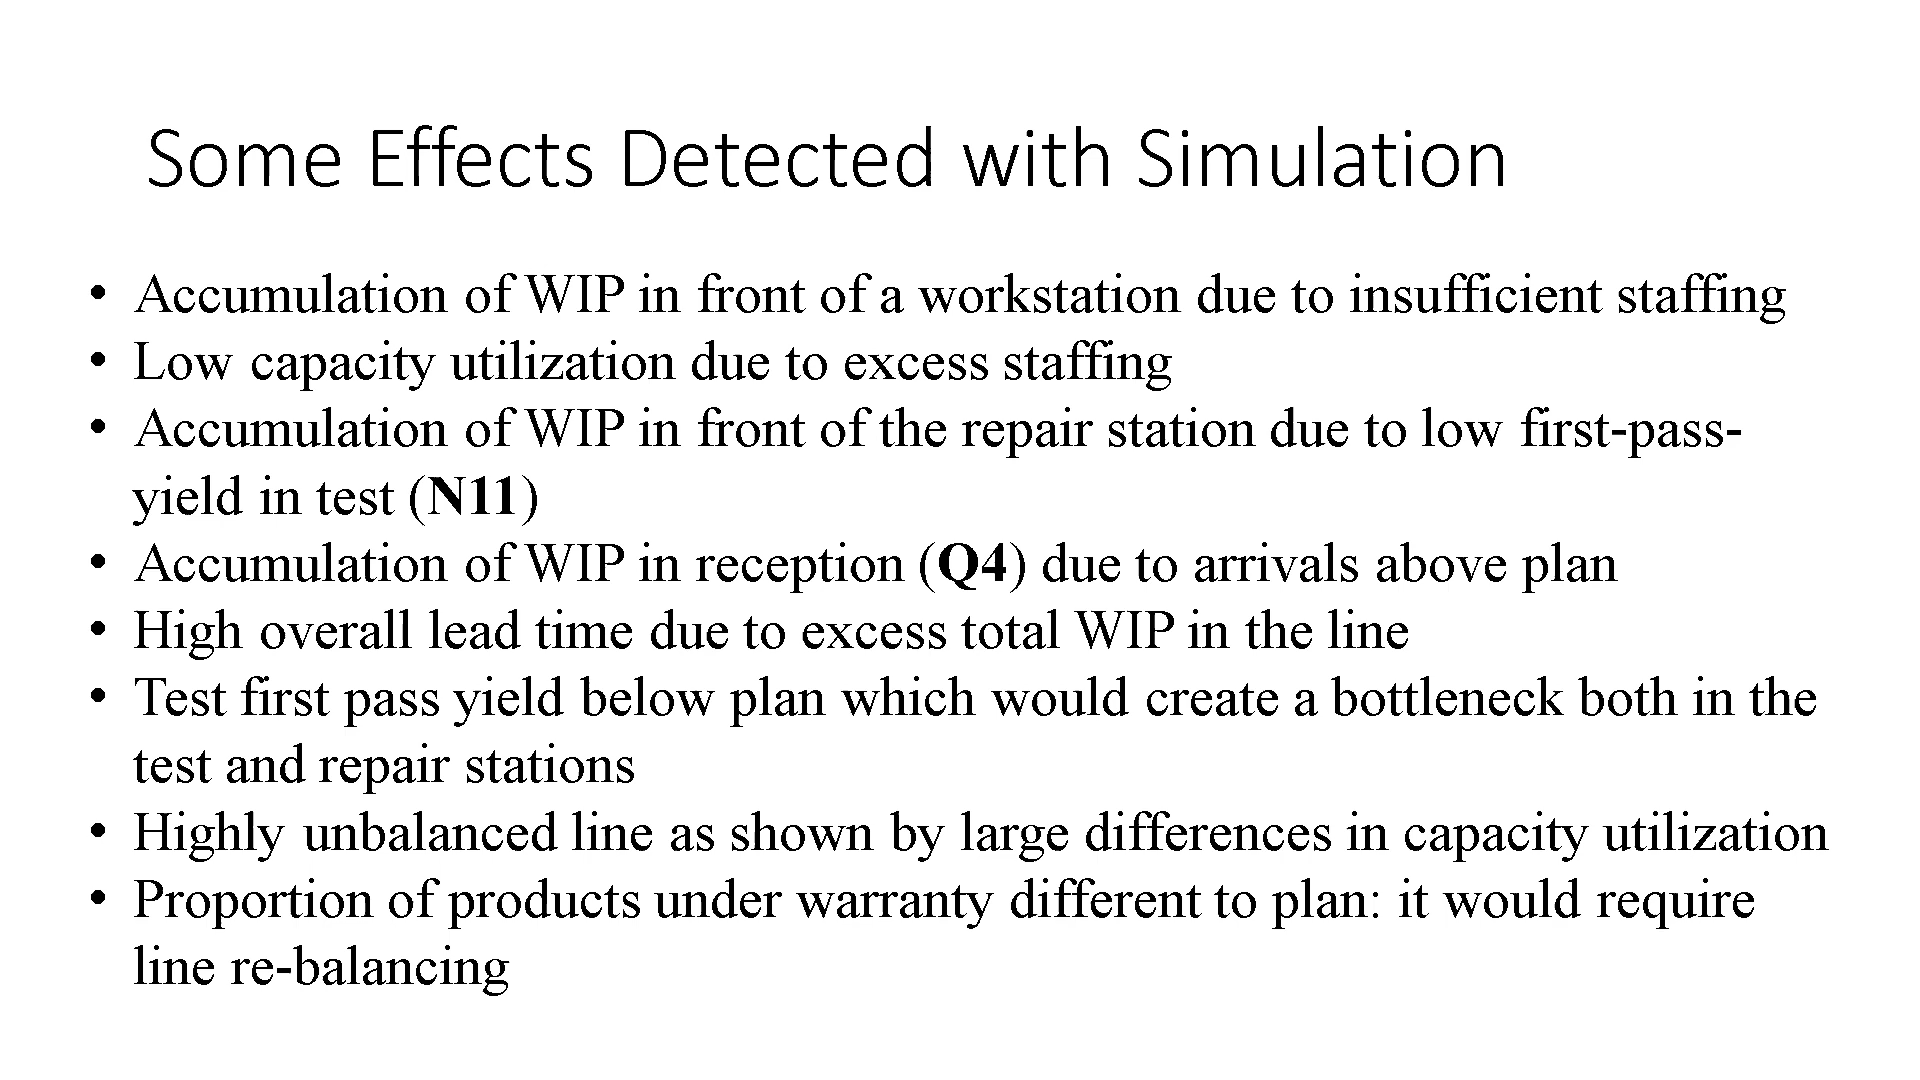 Some Effects Detected with Simulation
• Accumulation of WIP in front of a workstation due to insufficient staffing
• Low capacity utilization due to excess staffing
• Accumulation of WIP in front of the repair station due to low first-pass-
yield in test (N11)
• Accumulation of WIP in reception (Q4) due to arrivals above plan
• High overall lead time due to excess total WIP in the line
• Test first pass yield below plan which would create a bottleneck both in the
test and repair stations
• Highly unbalanced line as shown by large differences in capacity utilization
• Proportion of products under warranty different to plan: it would require
line re-balancing